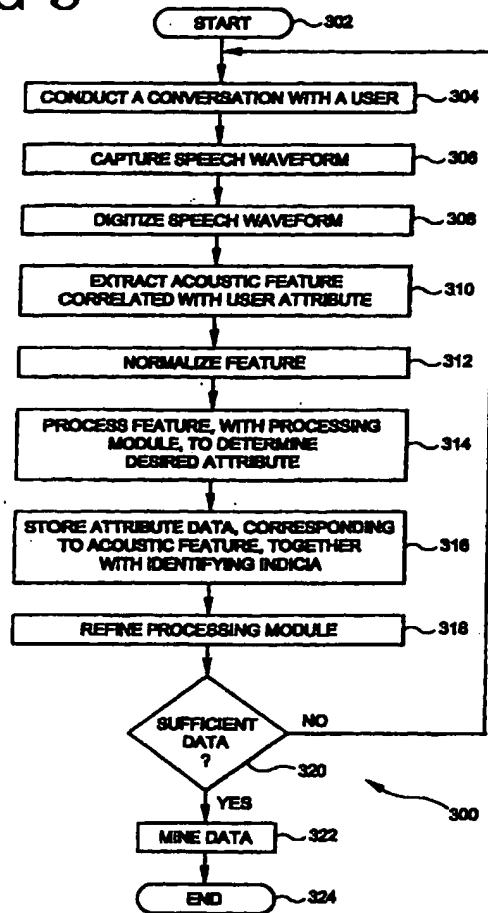 START
302
CONDUCT A CONVERSATION WITH A USER
304
CAPTURE SPEECH WAVEFORM
306
DIGITIZE SPEECH WAVEFORM
308
EXTRACT ACOUSTIC FEATURE
CORRELATED WITH USER ATTRIBUTE
310
NORMALIZE FEATURE
312
PROCESS FEATURE, WITH PROCESSING
MODULE, TO DETERMINE
DESIRED ATTRIBUTE
314
STORE ATTRIBUTE DATA, CORRESPONDING
TO ACOUSTIC FEATURE, TOGETHER
WITH IDENTIFYING INDICIA
316
REFINE PROCESSING MODULE
318
SUFFICIENT
DATA
?
NO
320
YES
300
MINE DATA
322
END
324